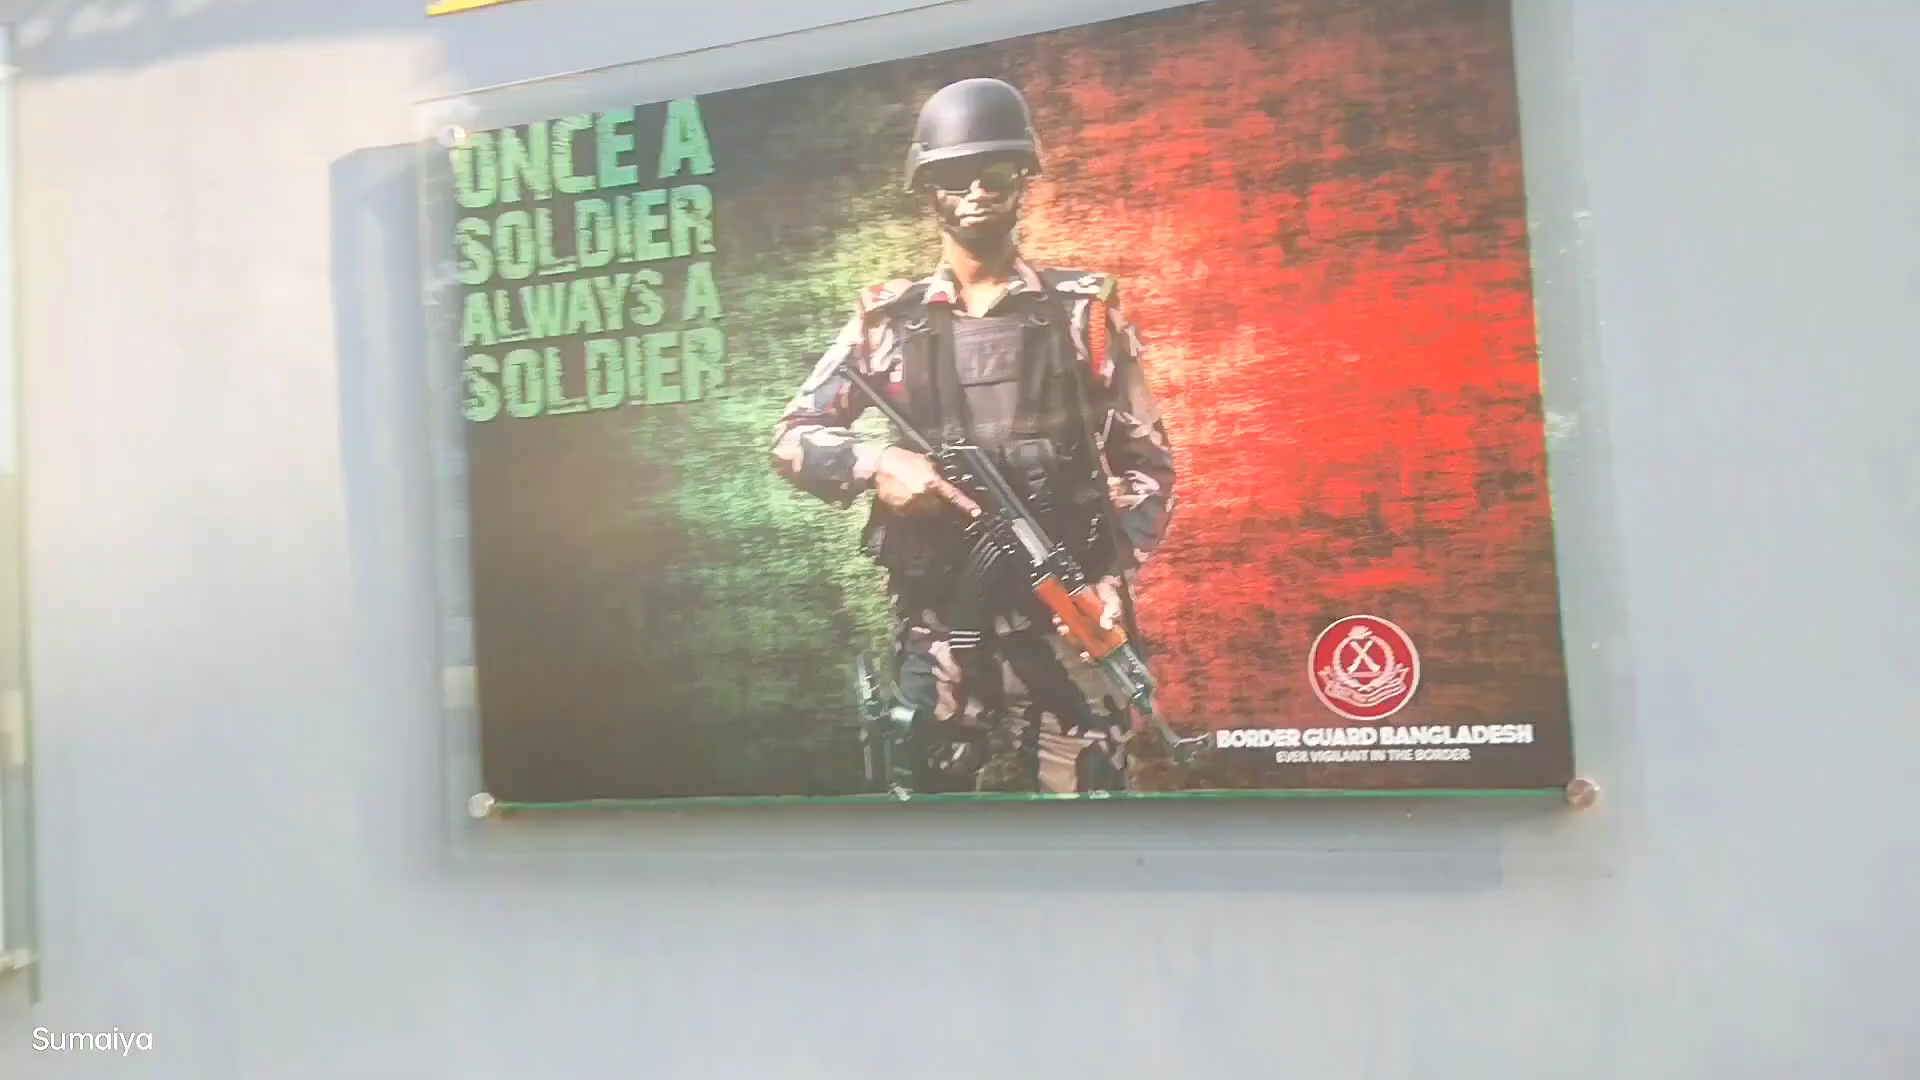 ONCE A
SOLDIER
ALWAYS A
SOLDIER
BORDER GUARD BANGLADESH
EVER VIGILANT IN THE BORDER
Sumaiya